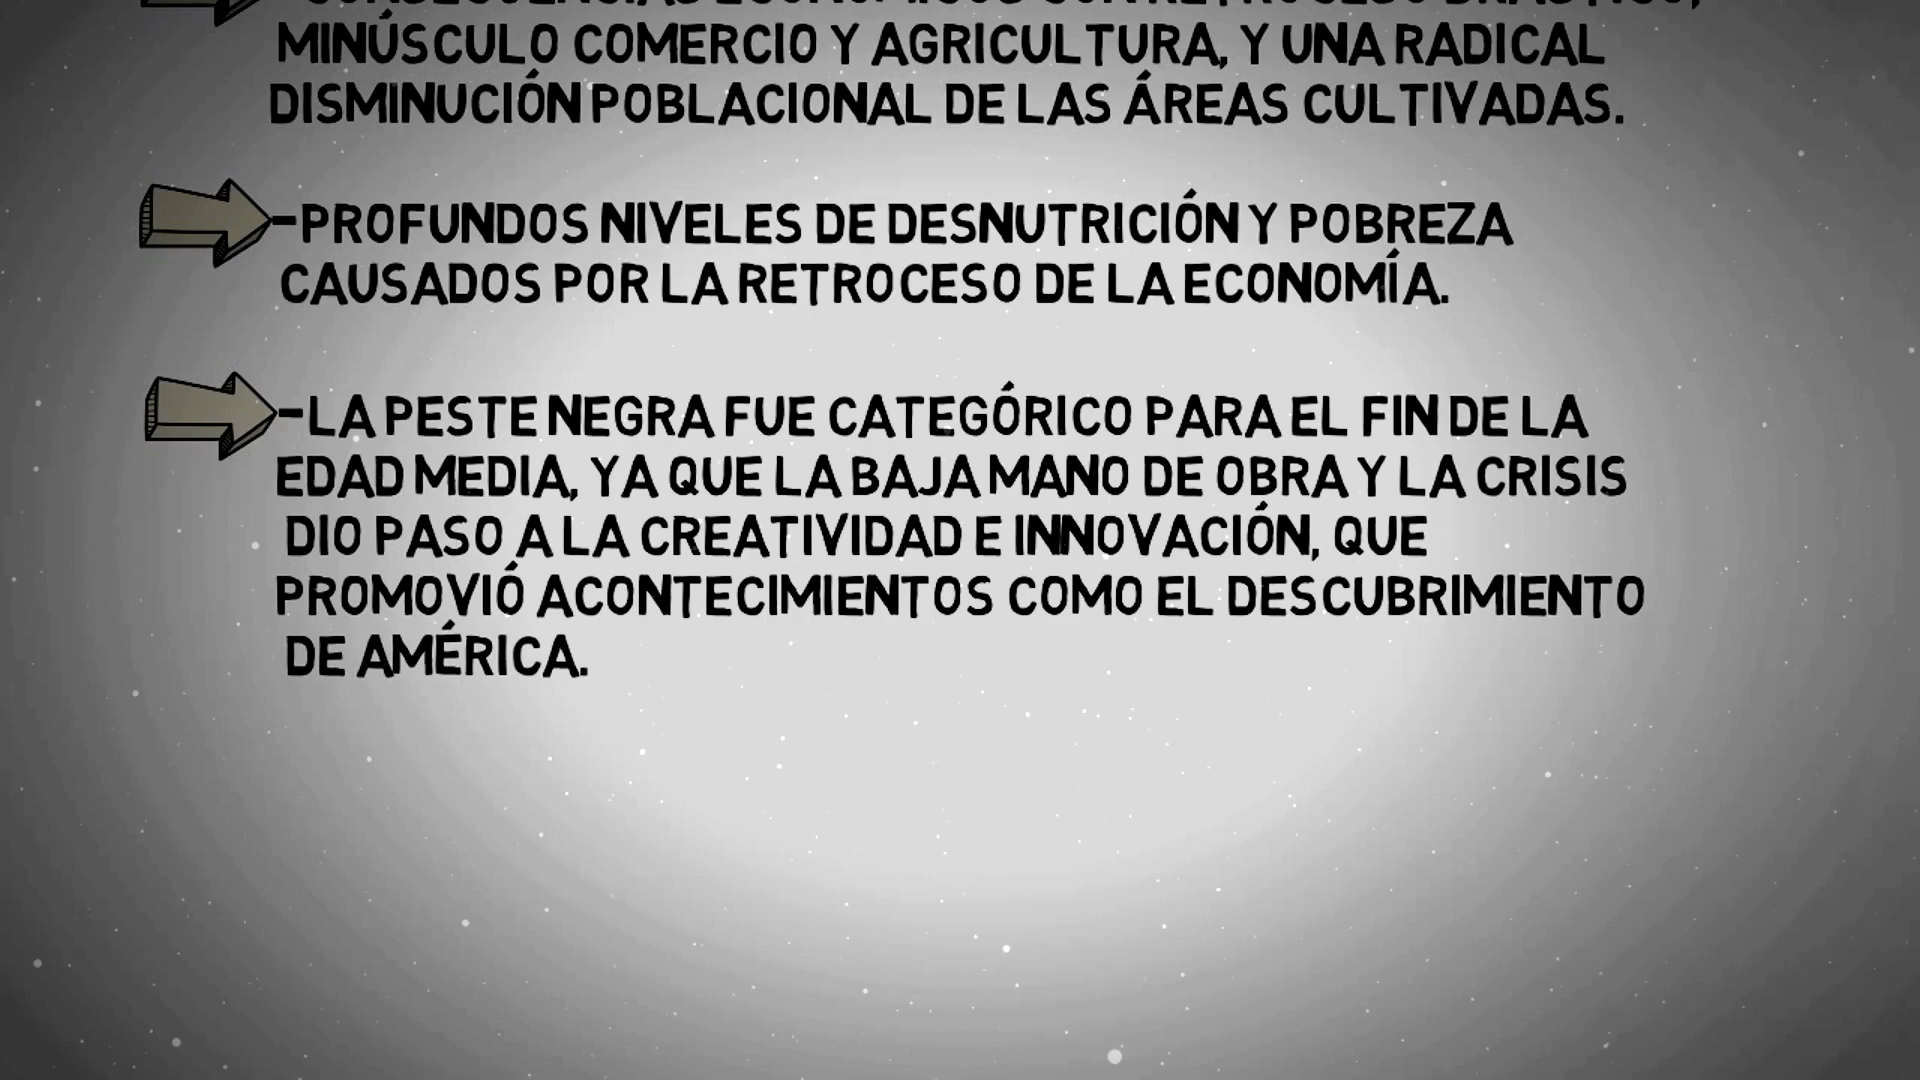 MINÚSCULO COMERCIO Y AGRICULTURA, Y UNA RADICAL
DISMINUCIÓN POBLACIONAL DE LAS ÁREAS CULTIVADAS.
-PROFUNDOS NIVELES DE DESNUTRICIÓN Y POBREZA
CAUSADOS POR LA RETROCESO DE LA ECONOMÍA.
-LA PESTE NEGRA FUE CATEGÓRICO PARA EL FIN DE LA
EDAD MEDIA, YA QUE LA BAJA MANO DE OBRA Y LA CRISIS
DIO PASO A LA CREATIVIDAD E INNOVACIÓN, QUE
PROMOVIÓ ACONTECIMIENTOS COMO EL DESCUBRIMIENTO
DE AMÉRICA.